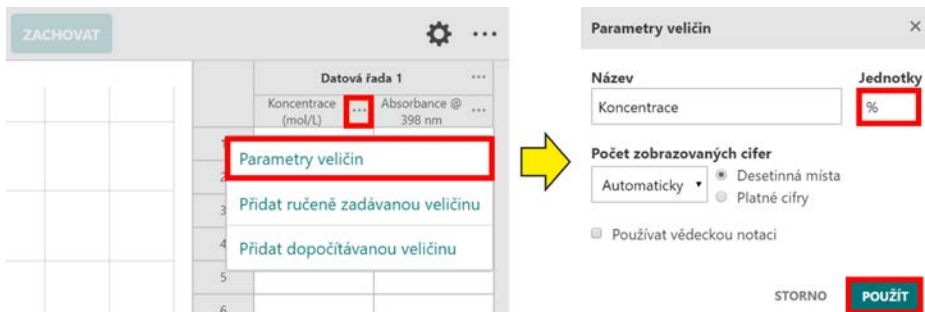 ZACHOVAT
Datová řada 1
Koncentrace
(mol/L)
Absorbance @
398 nm
1
2
3
4
5
6
Parametry veličin
Přidat ručeně zadávanou veličinu
Přidat dopočítávanou veličinu
Parametry veličin
Název
Jednotky
Koncentrace
%
Počet zobrazovaných cifer
Automaticky
Desetinná místa
Platné cifry
Používat vědeckou notaci
STORNO
POUŽÍT